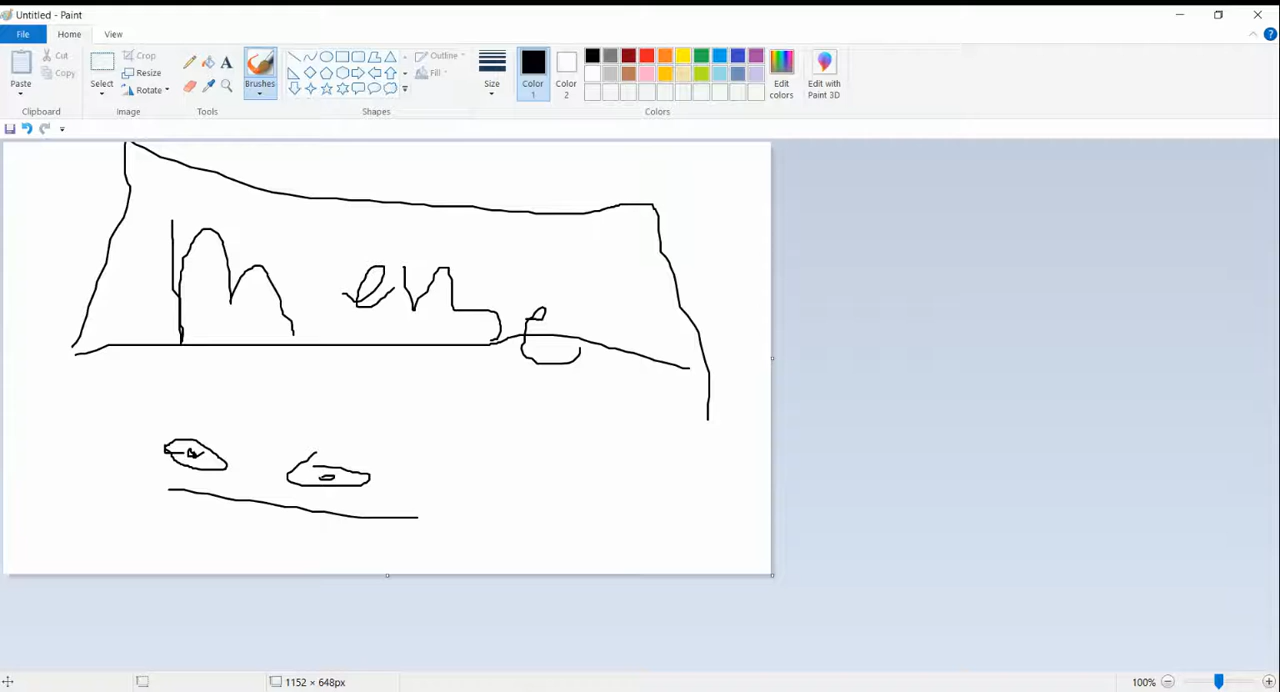 Untitled - Paint
File Home View
Paste
Cut
Copy
Clipboard
Select
Crop
Resize
Rotate
Image
A
Tools
Brushes
Shapes
Outline
Fill
Size
Color 1
Color 2
Edit colors
Edit with Paint 3D
Colors
1152 × 648px
100%